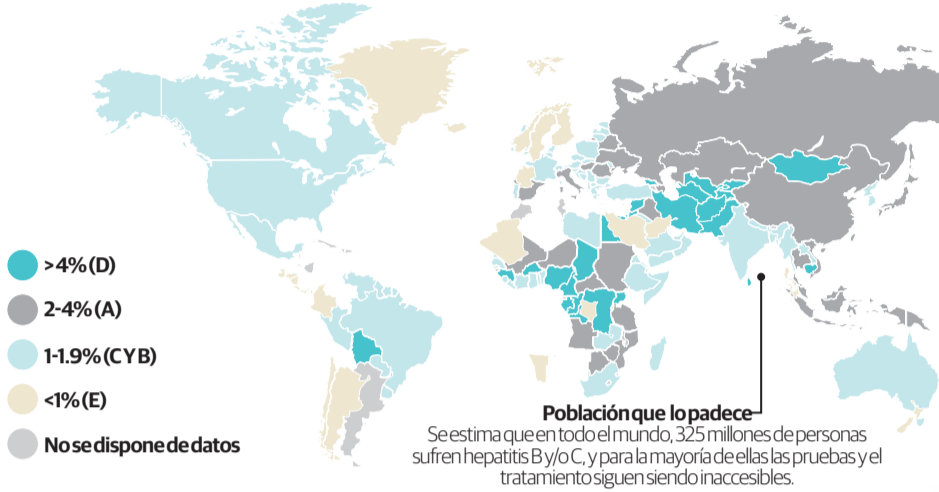 >4% (D)
2-4% (A)
1-1.9% (C Y B)
<1% (E)
No se dispone de datos
Población que lo padece
Se estima que en todo el mundo, 325 millones de personas
sufren hepatitis B y/o C, y para la mayoría de ellas las pruebas y el
tratamiento siguen siendo inaccesibles.